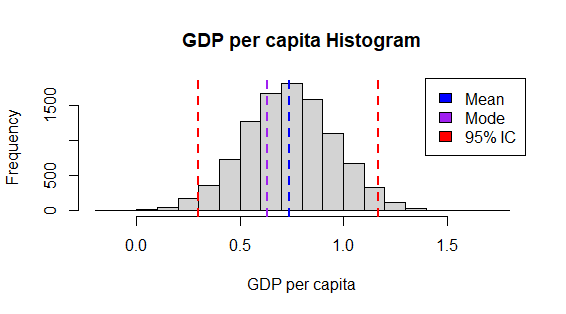 GDP per capita Histogram
Frequency
0
500
1500
0.0
0.5
1.0
1.5
GDP per capita
Mean
Mode
95% IC